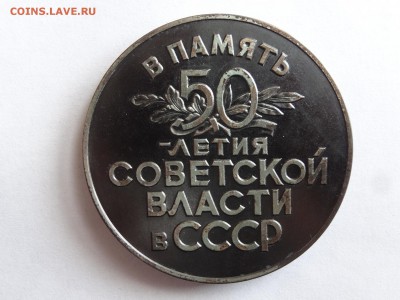 COINS.LAVE.RU
В ПАМЯТЬ
50
-ЛЕТИЯ
СОВЕТСКОЙ
ВЛАСТИ
В СССР